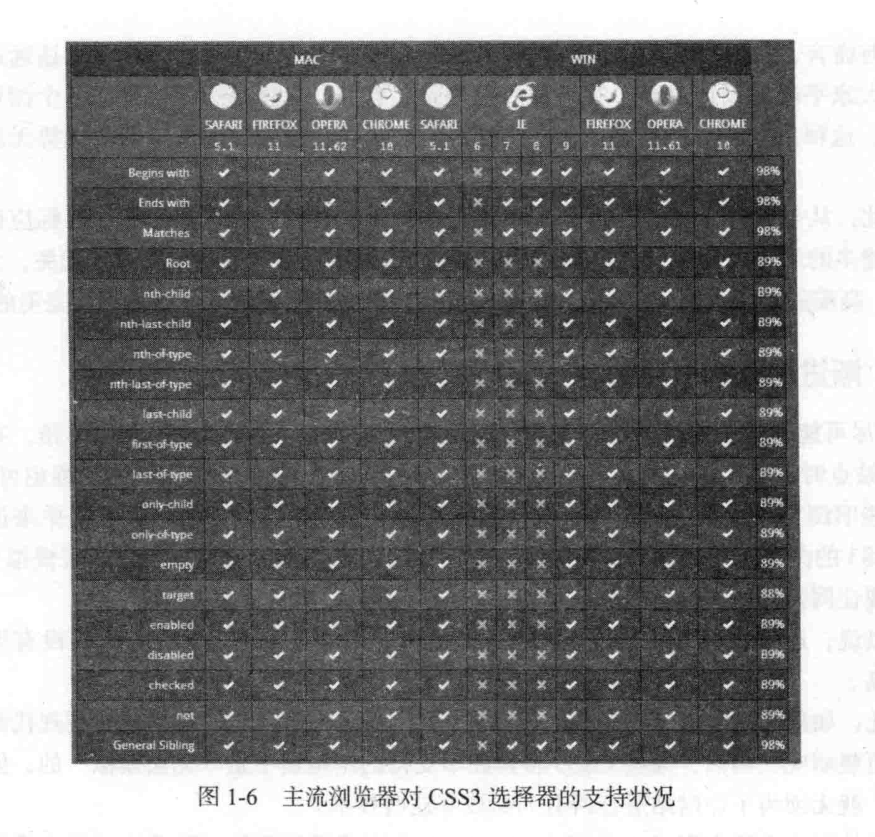 MAC WIN
SAFARI FIREFOX OPERA CHROME SAFARI IE FIREFOX OPERA CHROME
5.1 11 11.62 18 5.1 6 7 8 9 11 11.61 18
Begins with ✔ ✔ ✔ ✔ ✔ ✘ ✔ ✔ ✔ ✔ ✔ ✔ 98%
Ends with ✔ ✔ ✔ ✔ ✔ ✘ ✔ ✔ ✔ ✔ ✔ ✔ 98%
Matches ✔ ✔ ✔ ✔ ✔ ✘ ✔ ✔ ✔ ✔ ✔ ✔ 98%
Root ✔ ✔ ✔ ✔ ✔ ✘ ✘ ✘ ✔ ✔ ✔ ✔ 89%
nth-child ✔ ✔ ✔ ✔ ✔ ✘ ✘ ✘ ✔ ✔ ✔ ✔ 89%
nth-last-child ✔ ✔ ✔ ✔ ✔ ✘ ✘ ✘ ✔ ✔ ✔ ✔ 89%
nth-of-type ✔ ✔ ✔ ✔ ✔ ✘ ✘ ✘ ✔ ✔ ✔ ✔ 89%
nth-last-of-type ✔ ✔ ✔ ✔ ✔ ✘ ✘ ✘ ✔ ✔ ✔ ✔ 89%
last-child ✔ ✔ ✔ ✔ ✔ ✘ ✘ ✘ ✔ ✔ ✔ ✔ 89%
first-of-type ✔ ✔ ✔ ✔ ✔ ✘ ✘ ✘ ✔ ✔ ✔ ✔ 89%
last-of-type ✔ ✔ ✔ ✔ ✔ ✘ ✘ ✘ ✔ ✔ ✔ ✔ 89%
only-child ✔ ✔ ✔ ✔ ✔ ✘ ✘ ✘ ✔ ✔ ✔ ✔ 89%
only-of-type ✔ ✔ ✔ ✔ ✔ ✘ ✘ ✘ ✔ ✔ ✔ ✔ 89%
empty ✔ ✔ ✔ ✔ ✔ ✘ ✘ ✘ ✔ ✔ ✔ ✔ 89%
target ✔ ✔ ✔ ✔ ✔ ✘ ✘ ✘ ✔ ✔ ✔ ✔ 88%
enabled ✔ ✔ ✔ ✔ ✔ ✘ ✘ ✘ ✔ ✔ ✔ ✔ 89%
disabled ✔ ✔ ✔ ✔ ✔ ✘ ✘ ✘ ✔ ✔ ✔ ✔ 89%
checked ✔ ✔ ✔ ✔ ✔ ✘ ✘ ✘ ✔ ✔ ✔ ✔ 89%
not ✔ ✔ ✔ ✔ ✔ ✘ ✘ ✘ ✔ ✔ ✔ ✔ 89%
General Sibling ✔ ✔ ✔ ✔ ✔ ✘ ✔ ✔ ✔ ✔ ✔ ✔ 98%
图 1-6 主流浏览器对 CSS3 选择器的支持状况